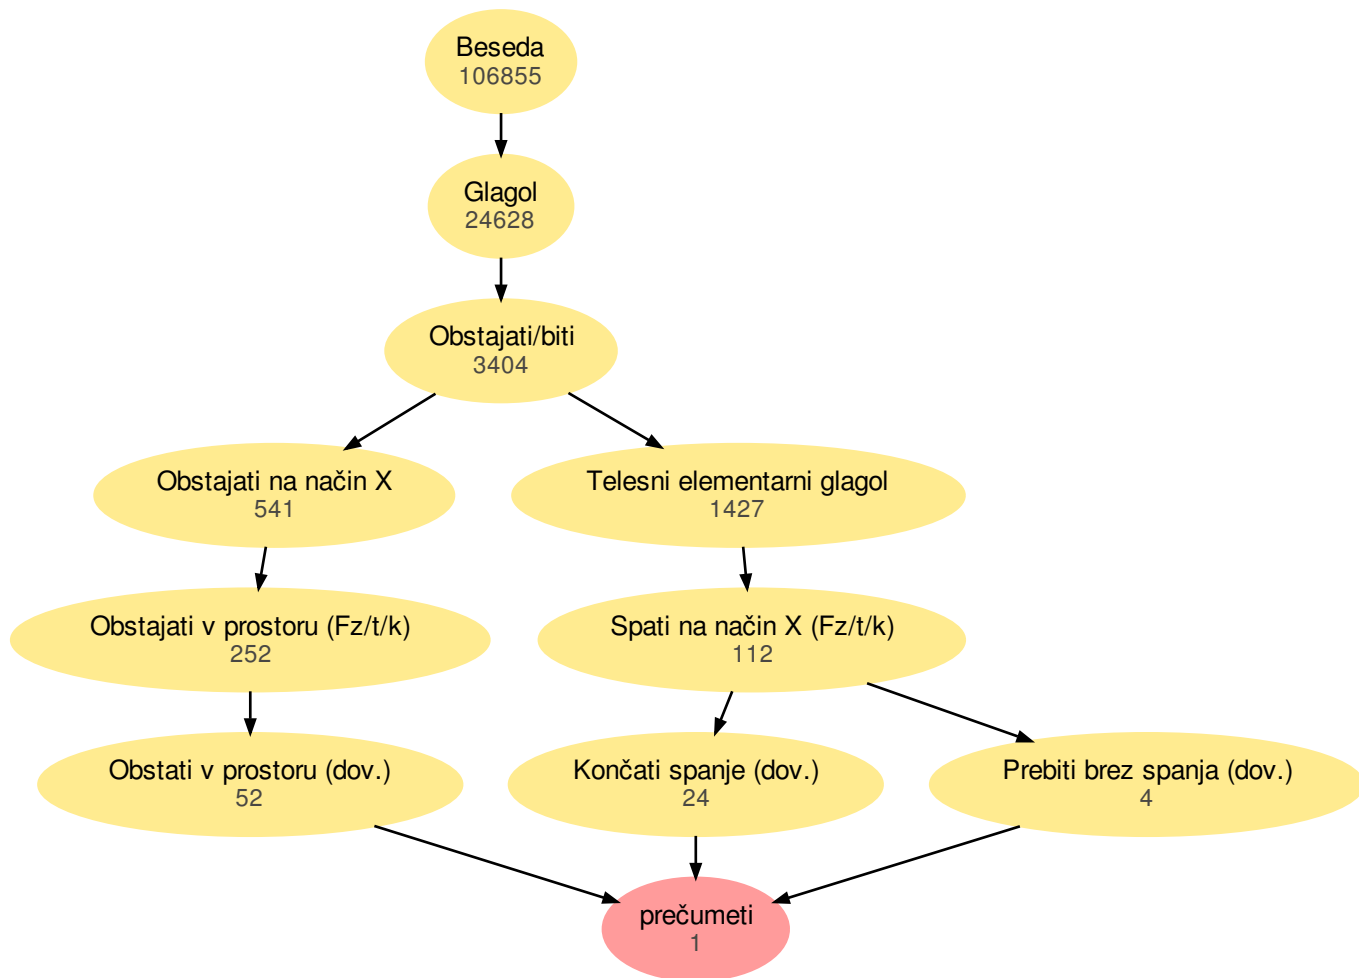 Beseda
106855
Glagol
24628
Obstajati/biti
3404
Obstajati na način X
541
Telesni elementarni glagol
1427
Obstajati v prostoru (Fz/t/k)
252
Spati na način X (Fz/t/k)
112
Obstati v prostoru (dov.)
52
Končati spanje (dov.)
24
Prebiti brez spanja (dov.)
4
prečumeti
1